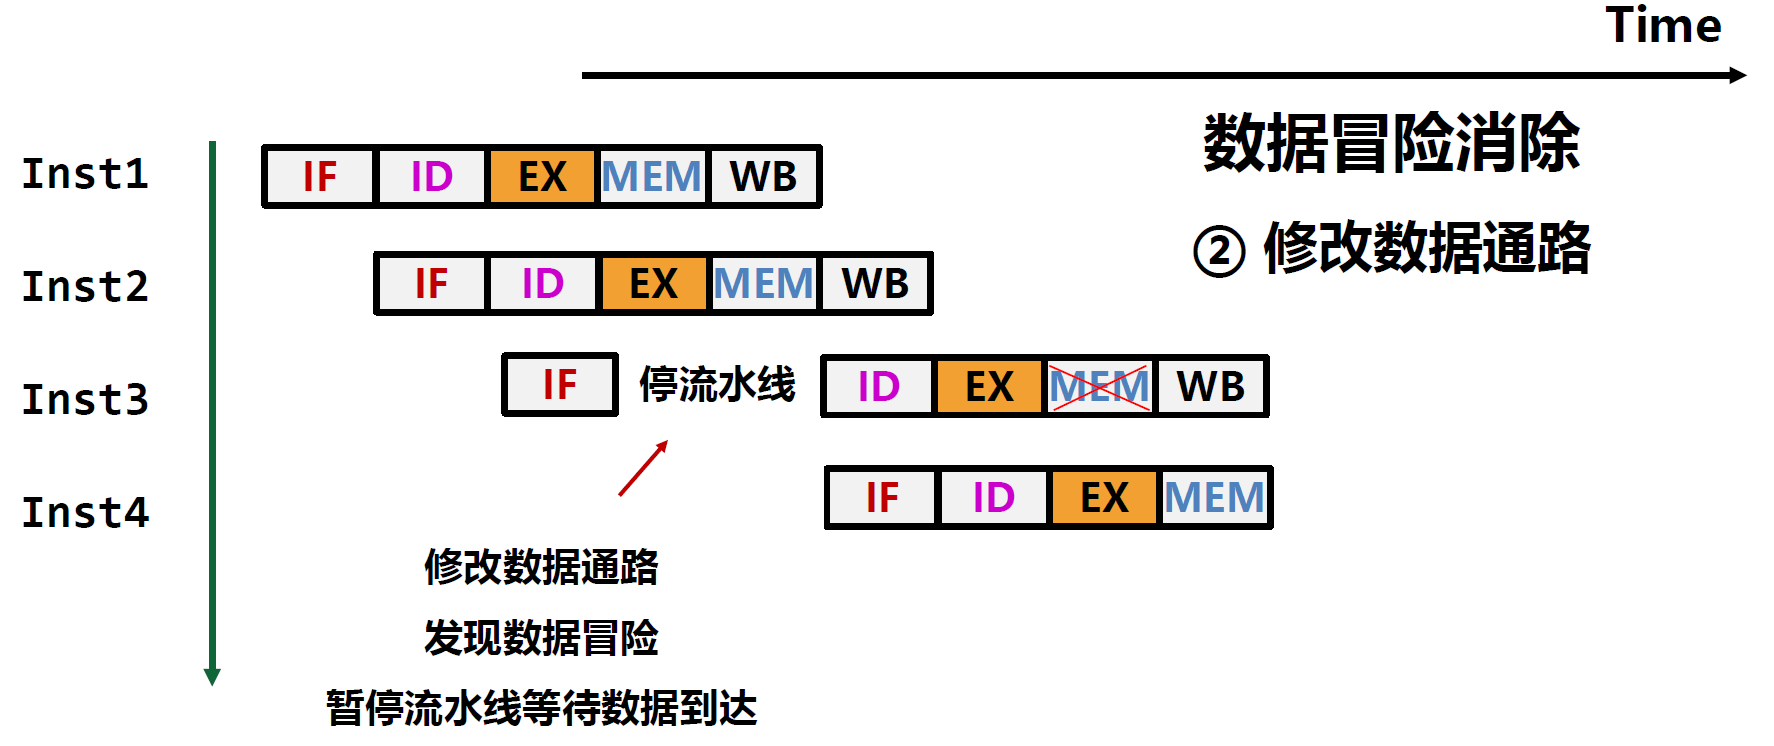 Time
数据冒险消除
② 修改数据通路
Inst1 IF ID EX MEM WB
Inst2 IF ID EX MEM WB
Inst3 IF 停流水线 ID EX MEM WB
Inst4 IF ID EX MEM
修改数据通路
发现数据冒险
暂停流水线等待数据到达